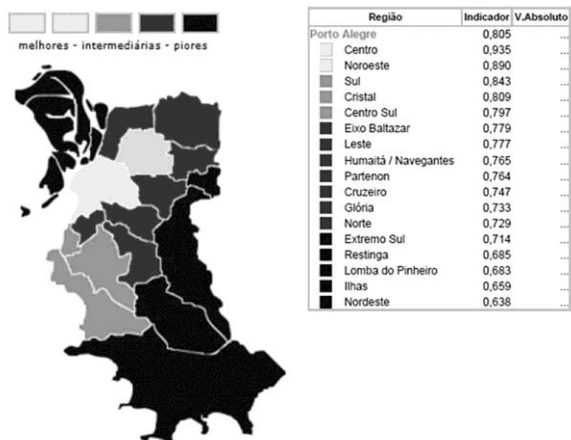 melhores - intermediárias - piores
Região Indicador V.Absoluto
Porto Alegre 0,805 ...
Centro 0,935 ...
Noroeste 0,890 ...
Sul 0,843 ...
Cristal 0,809 ...
Centro Sul 0,797 ...
Eixo Baltazar 0,779 ...
Leste 0,777 ...
Humaitá / Navegantes 0,765 ...
Partenon 0,764 ...
Cruzeiro 0,747 ...
Glória 0,733 ...
Norte 0,729 ...
Extremo Sul 0,714 ...
Restinga 0,685 ...
Lomba do Pinheiro 0,683 ...
Ilhas 0,659 ...
Nordeste 0,638 ...